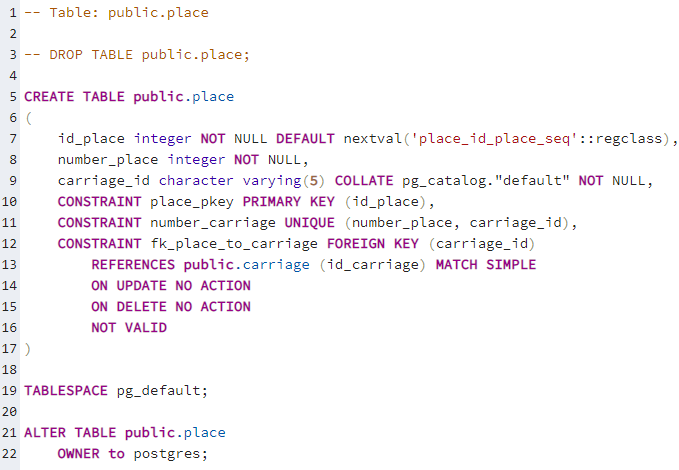 1 -- Table: public.place
2
3 -- DROP TABLE public.place;
4
5 CREATE TABLE public.place
6 (
7     id_place integer NOT NULL DEFAULT nextval('place_id_place_seq'::regclass),
8     number_place integer NOT NULL,
9     carriage_id character varying(5) COLLATE pg_catalog."default" NOT NULL,
10     CONSTRAINT place_pkey PRIMARY KEY (id_place),
11     CONSTRAINT number_carriage UNIQUE (number_place, carriage_id),
12     CONSTRAINT fk_place_to_carriage FOREIGN KEY (carriage_id)
13         REFERENCES public.carriage (id_carriage) MATCH SIMPLE
14         ON UPDATE NO ACTION
15         ON DELETE NO ACTION
16         NOT VALID
17 )
18
19 TABLESPACE pg_default;
20
21 ALTER TABLE public.place
22     OWNER to postgres;